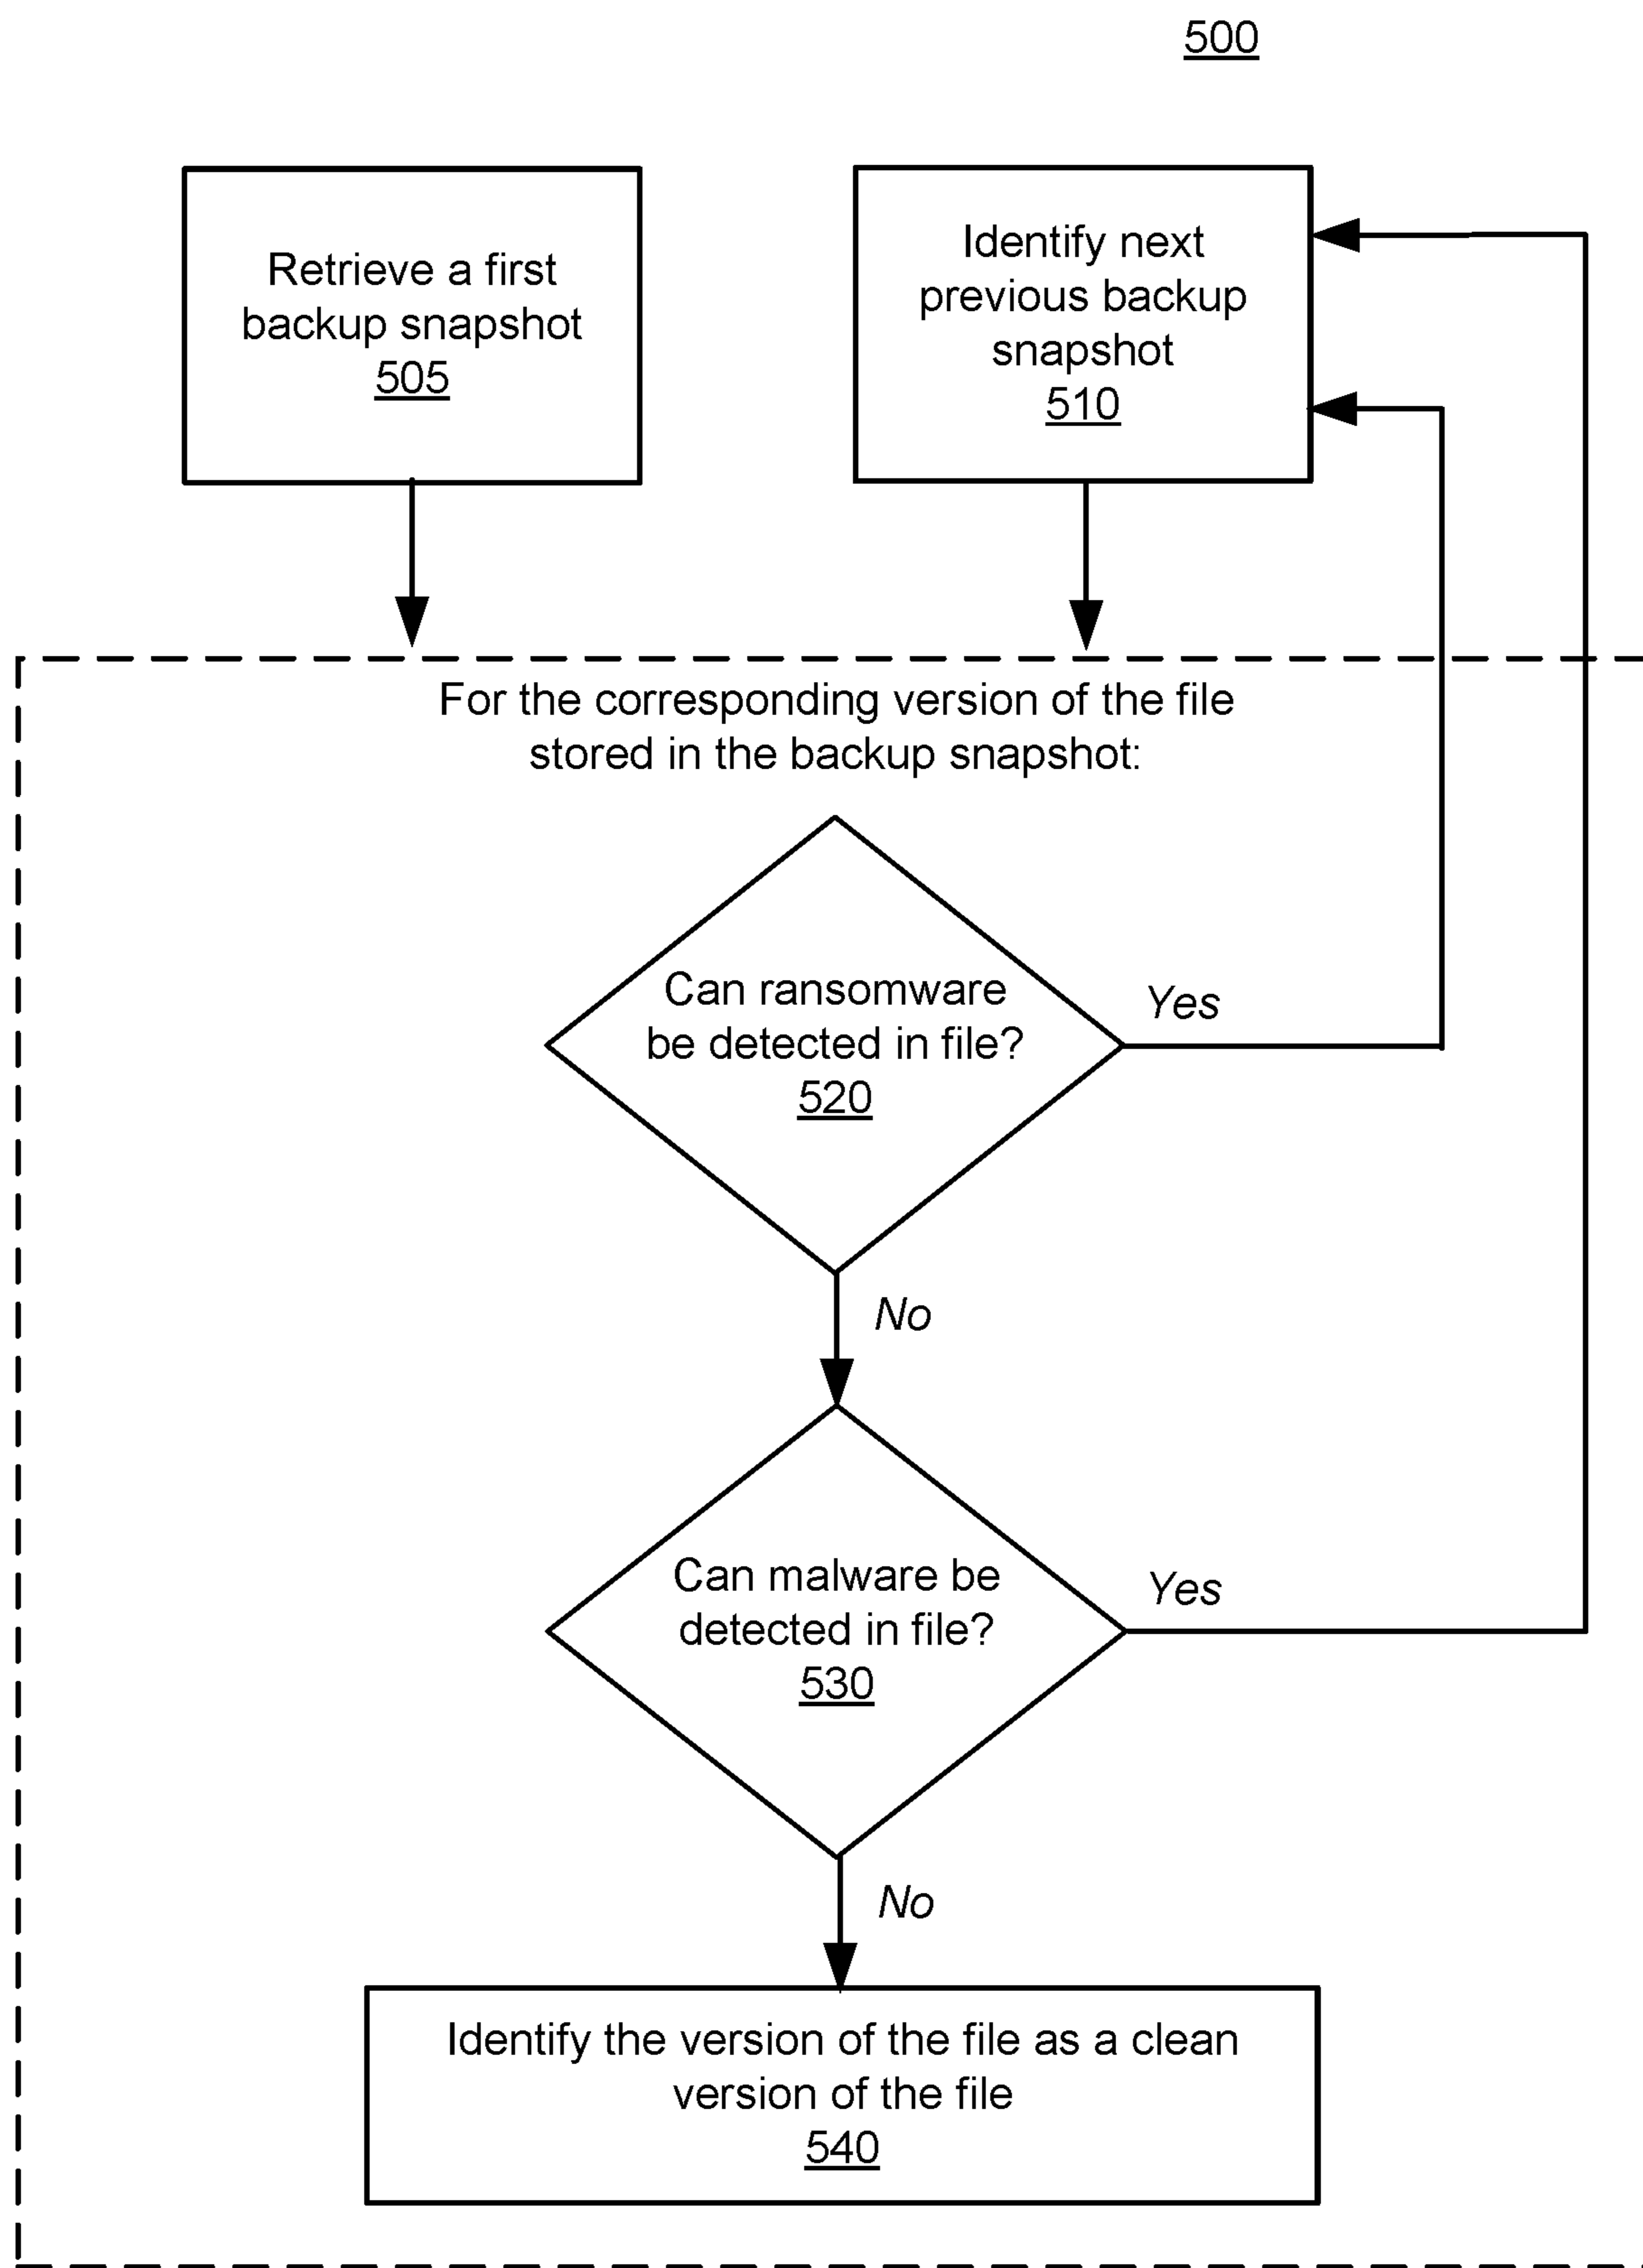 500
Retrieve a first
backup snapshot
505
Identify next
previous backup
snapshot
510
For the corresponding version of the file
stored in the backup snapshot:
Can ransomware
be detected in file?
520
Yes
No
Can malware be
detected in file?
530
Yes
No
Identify the version of the file as a clean
version of the file
540